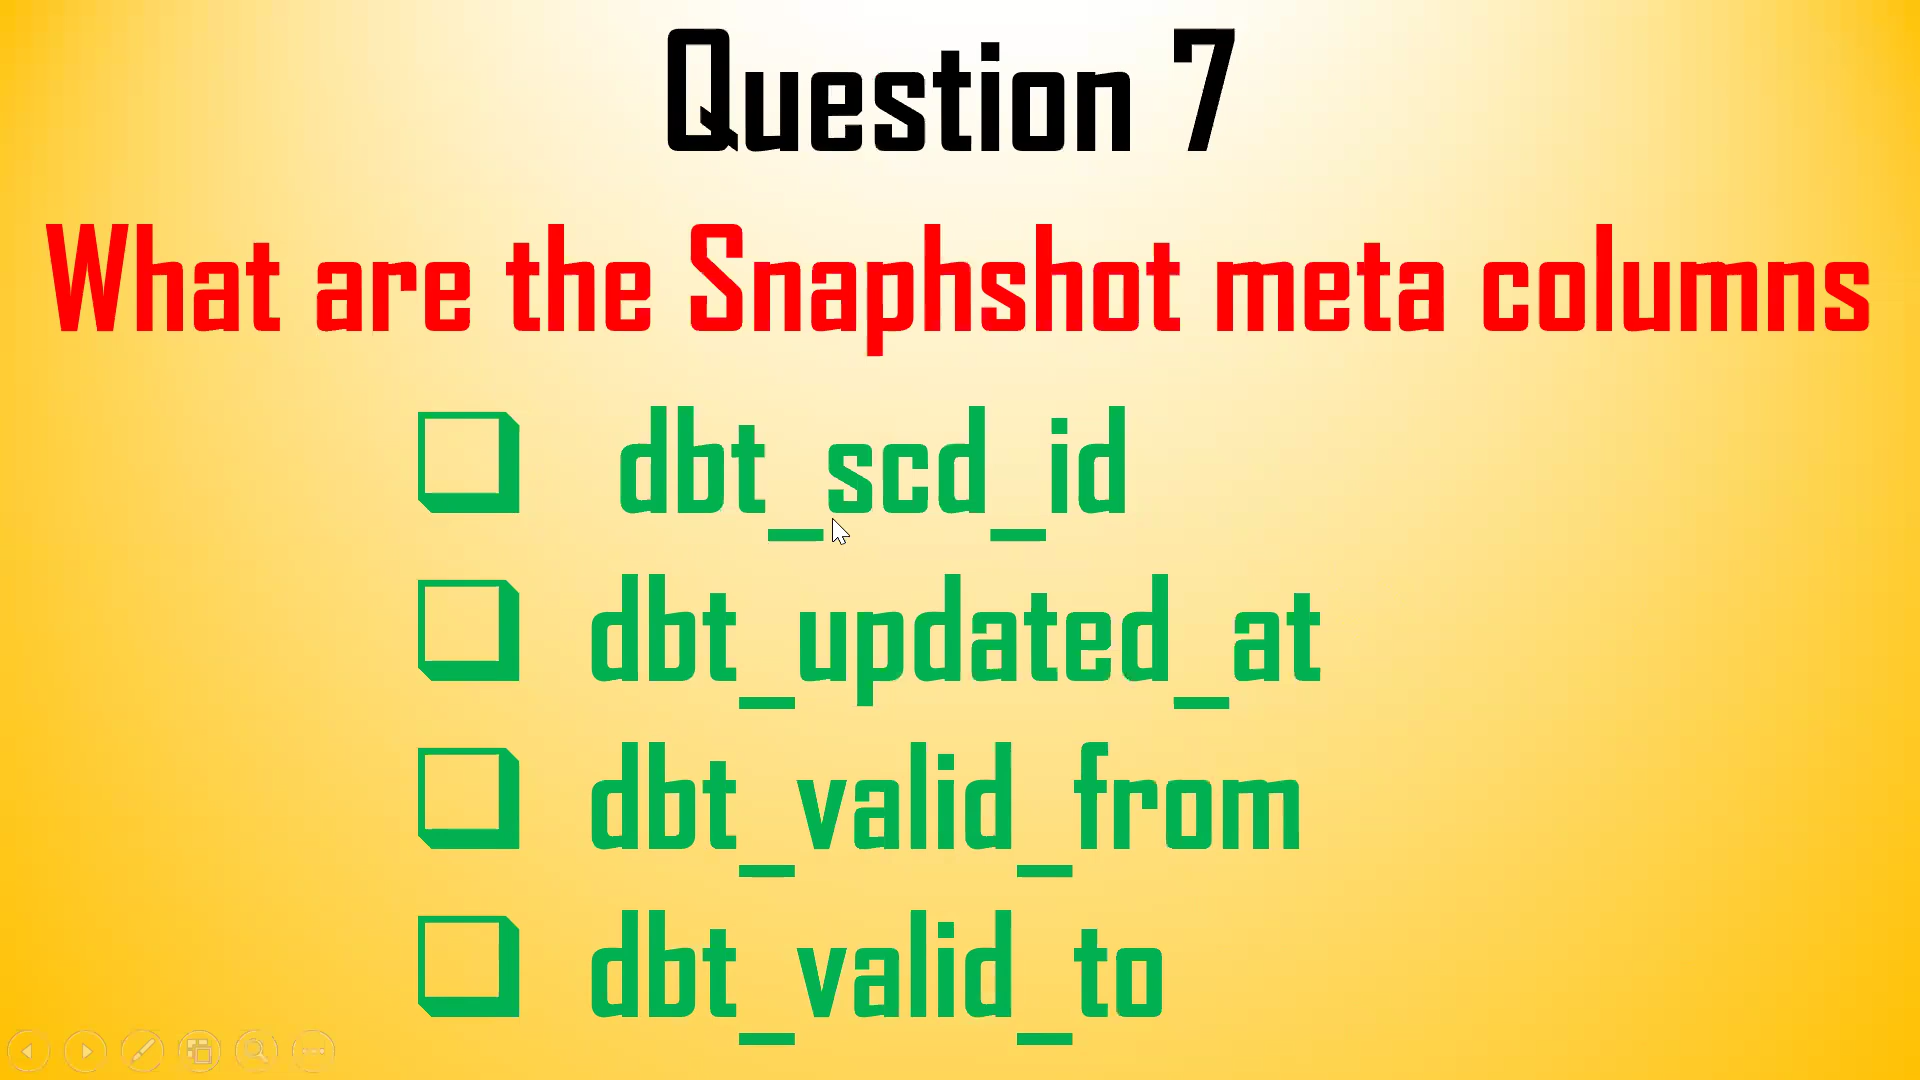 Question 7
What are the Snaphshot meta columns
dbt_scd_id
dbt_updated_at
dbt_valid_from
dbt_valid_to